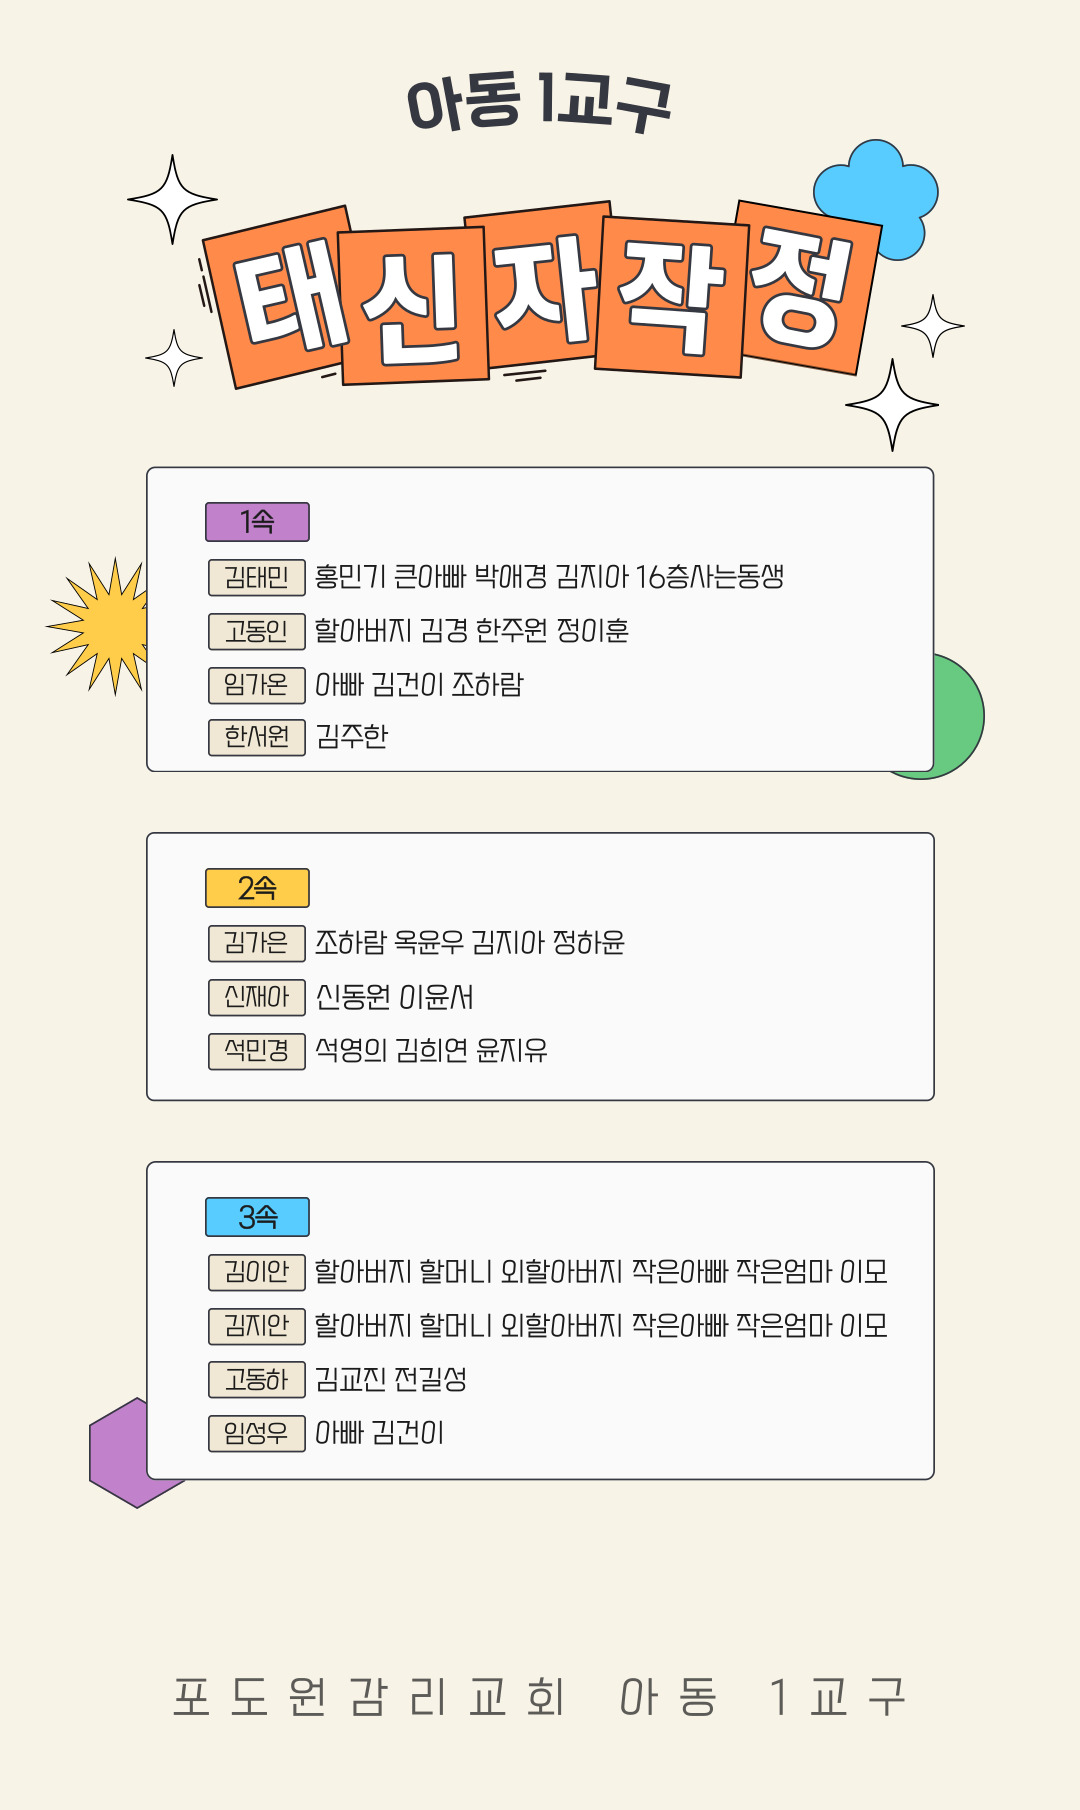 아동 1교구
태신자작정
1속
김태민 홍민기 큰아빠 박애경 김지아 16층사는동생
고동인 할아버지 김경 한주원 정이훈
임가온 아빠 김건이 조하람
한서원 김주한
2속
김가은 조하람 옥윤우 김지아 정하윤
신재아 신동원 이윤서
석민경 석영의 김희연 윤지유
3속
김이안 할아버지 할머니 외할아버지 작은아빠 작은엄마 이모
김지안 할아버지 할머니 외할아버지 작은아빠 작은엄마 이모
고동하 김교진 전길성
임성우 아빠 김건이
포도원감리교회 아동 1교구